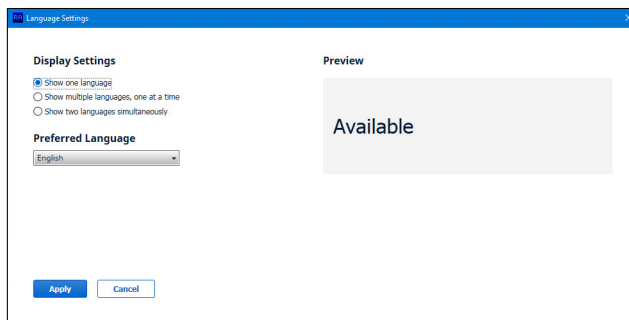 RA Language Settings
Display Settings
Show one language
Show multiple languages, one at a time
Show two languages simultaneously
Preferred Language
English
Preview
Available
Apply
Cancel